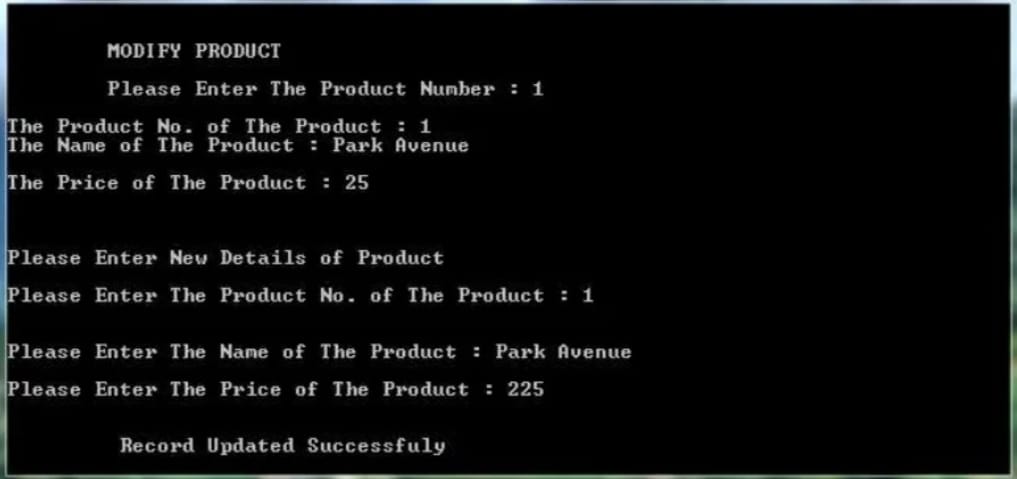 MODIFY PRODUCT
Please Enter The Product Number : 1
The Product No. of The Product : 1
The Name of The Product : Park Avenue
The Price of The Product : 25
Please Enter New Details of Product
Please Enter The Product No. of The Product : 1
Please Enter The Name of The Product : Park Avenue
Please Enter The Price of The Product : 225
Record Updated Successfuly